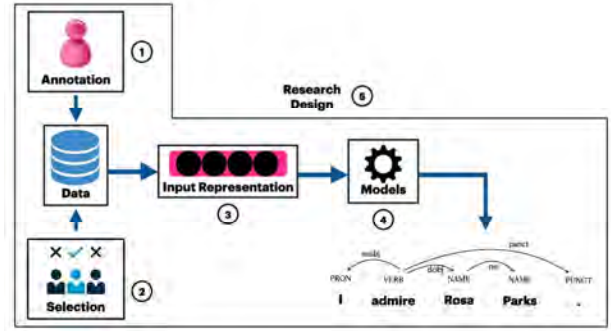 1
Annotation
Research
Design 5
Data
Input Representation
3
Models
4
Selection
2
nsubj
dobj
punct
PRON VERB NAME NAME PUNCT
I admire Rosa Parks .